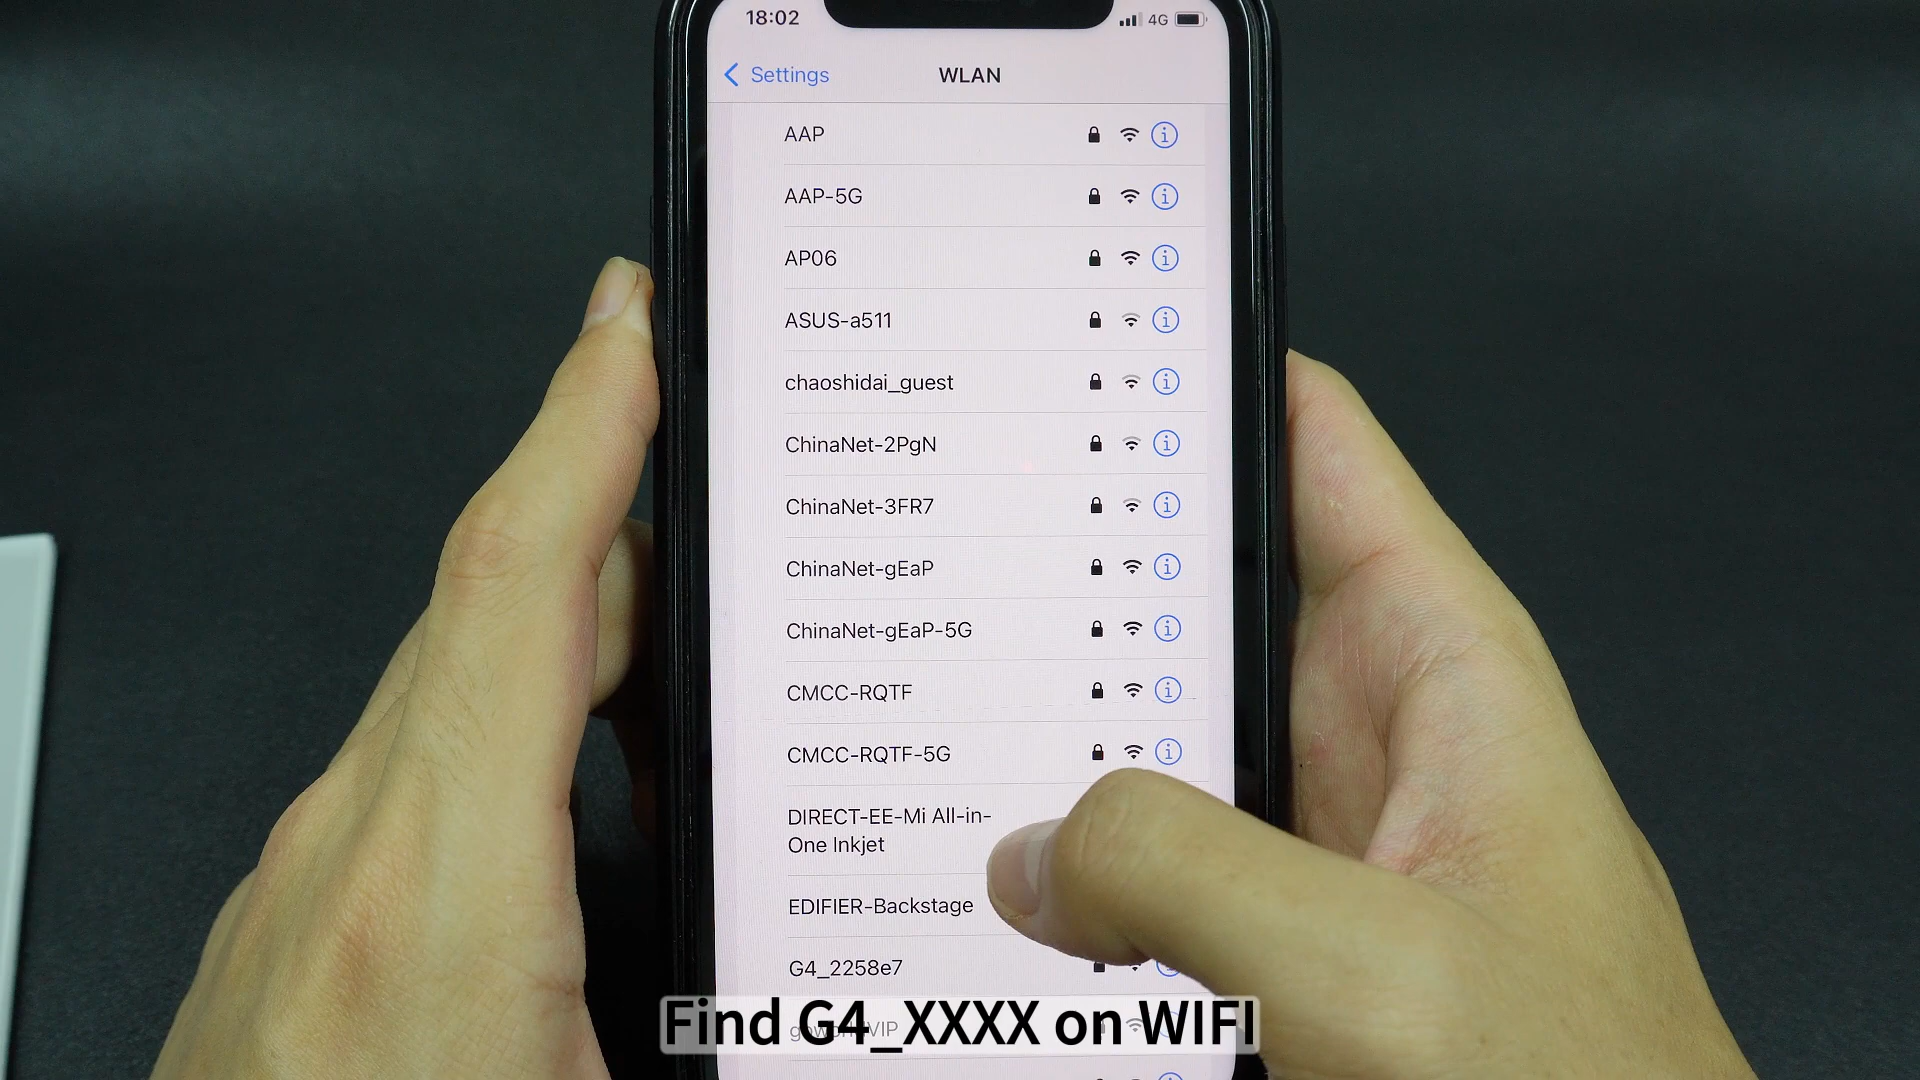 18:02
4G
Settings
WLAN
AAP
AAP-5G
AP06
ASUS-a511
chaoshidai_guest
ChinaNet-2PgN
ChinaNet-3FR7
ChinaNet-gEaP
ChinaNet-gEaP-5G
CMCC-RQTF
CMCC-RQTF-5G
DIRECT-EE-Mi All-in-
One Inkjet
EDIFIER-Backstage
G4_2258e7
Find G4_XXXX on WIFI